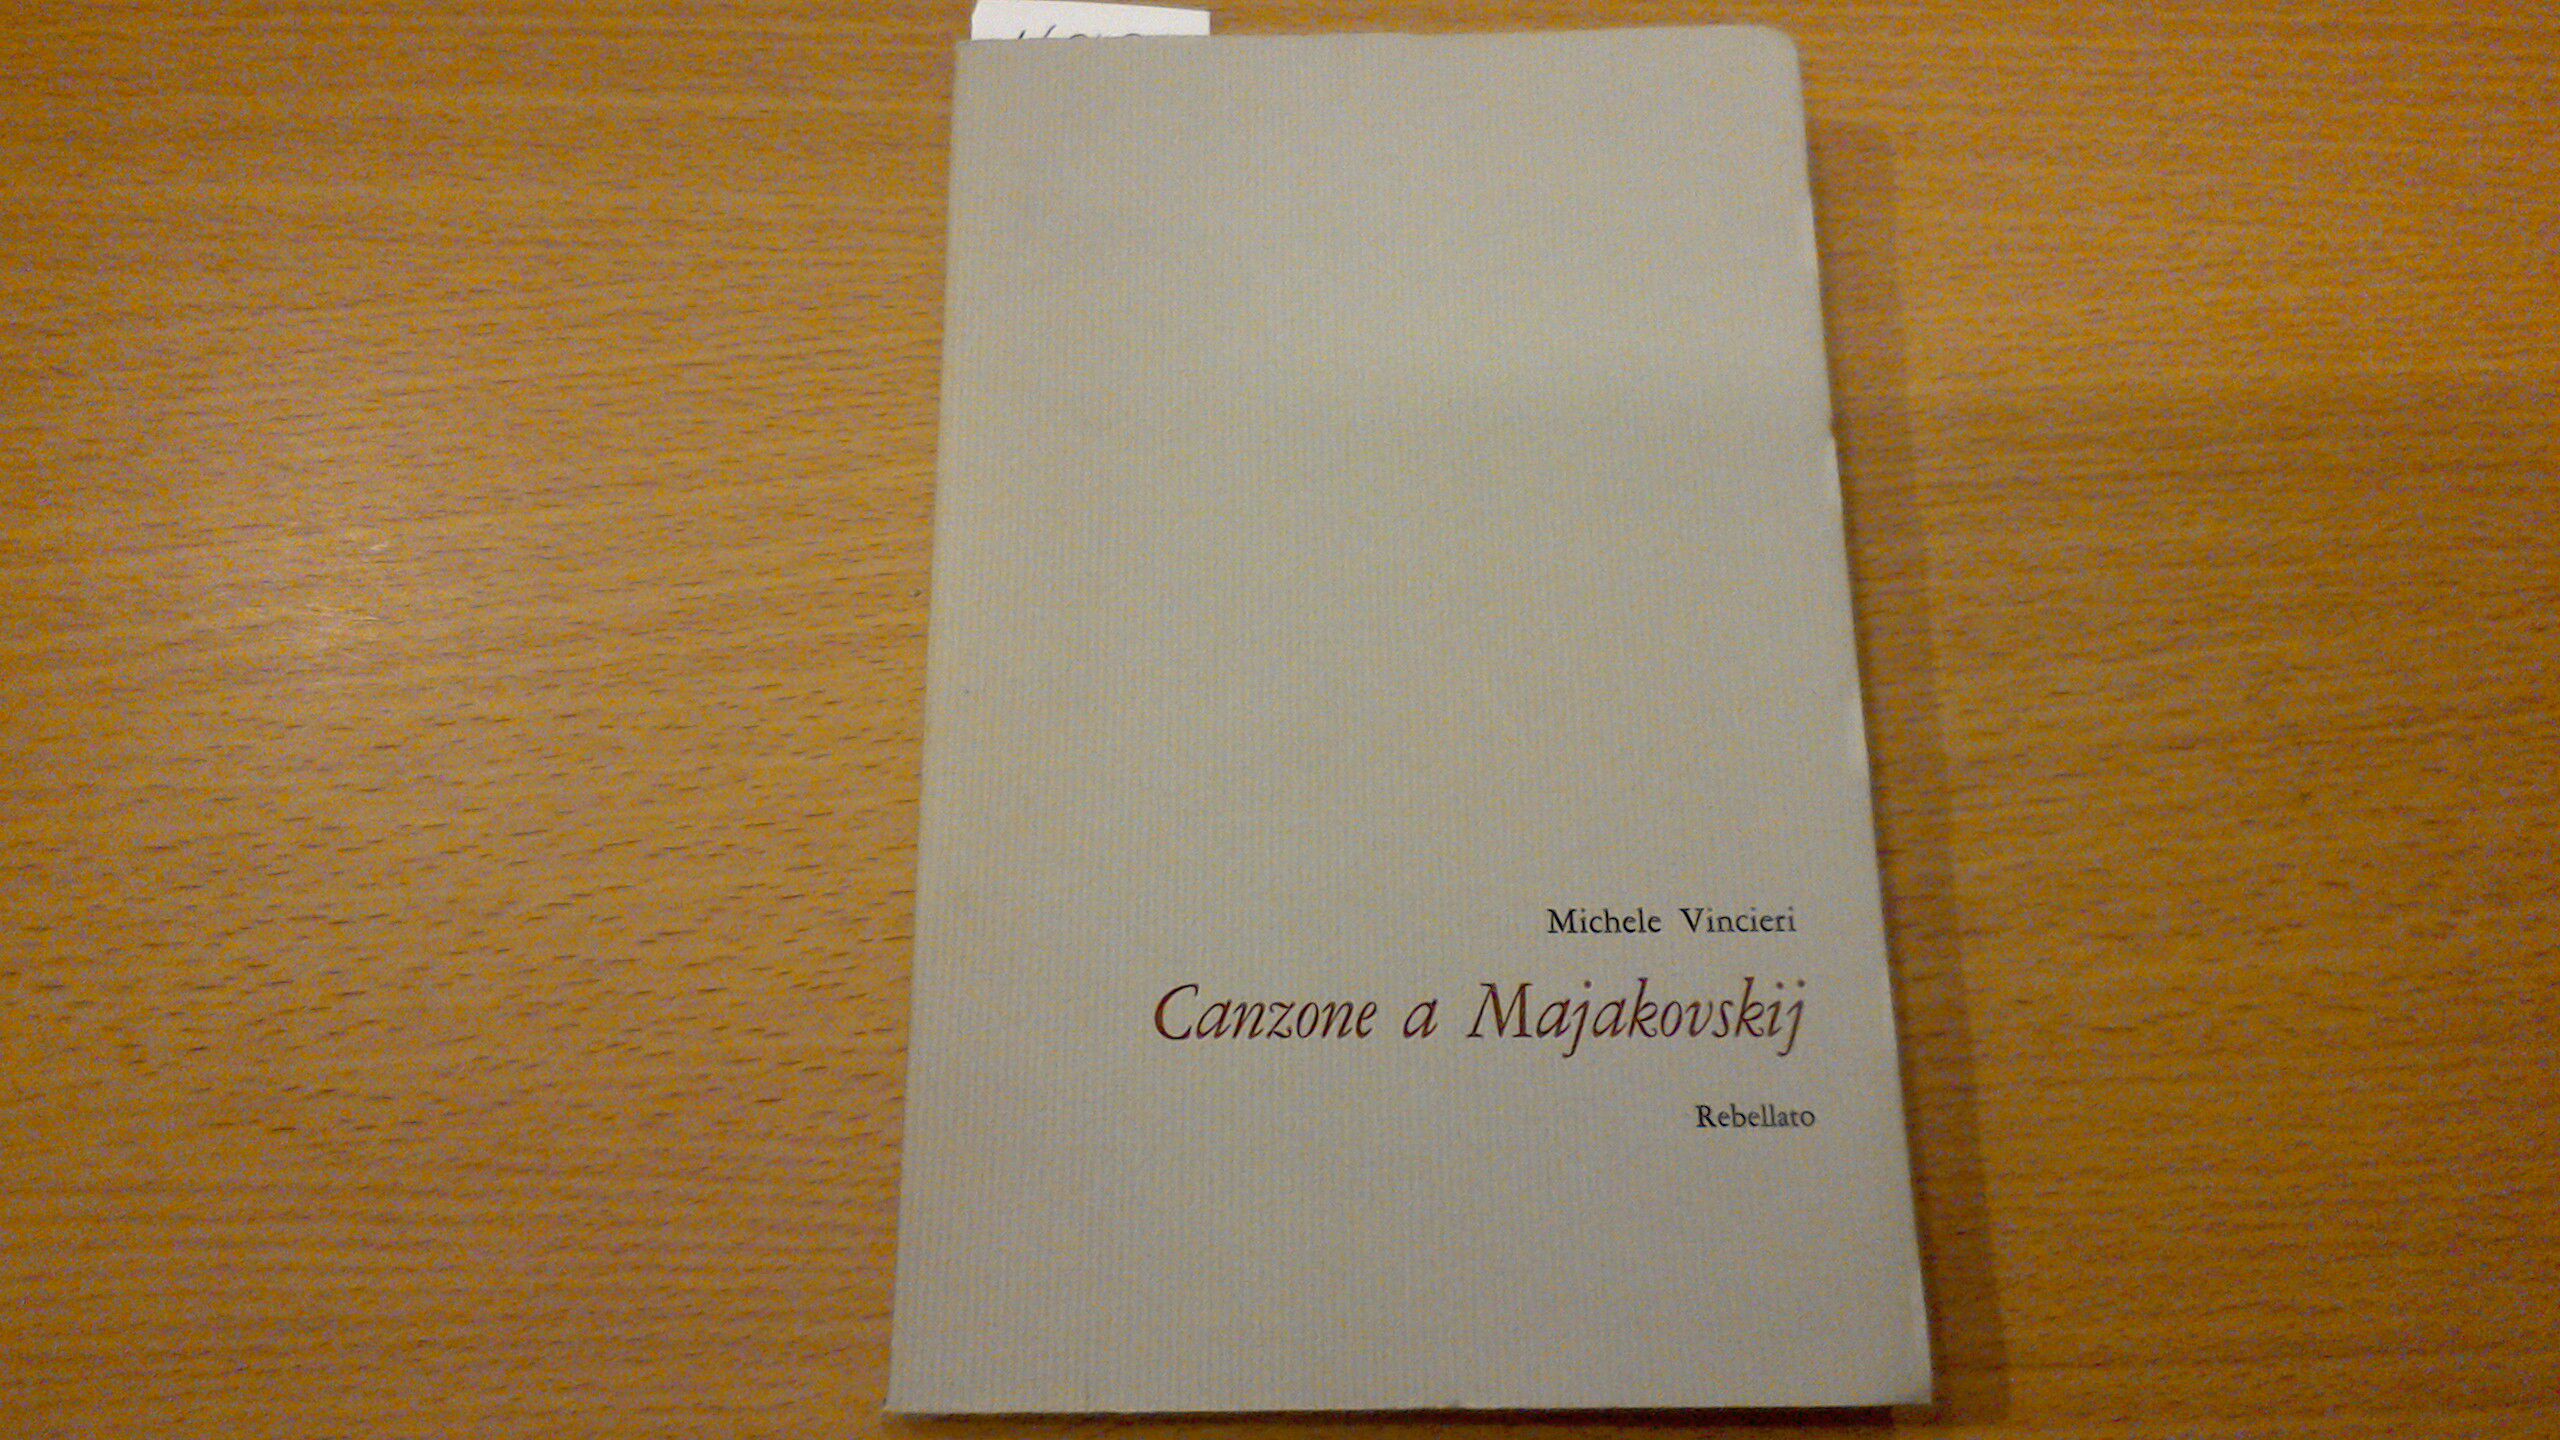 Michele Vincieri
Canzone a Majakovskij
Rebellato